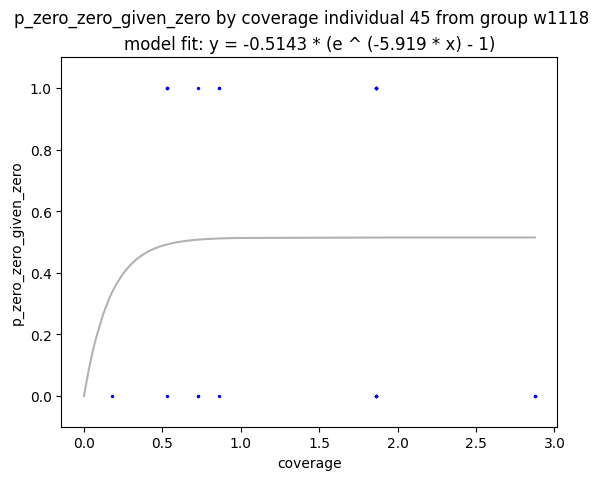 p_zero_zero_given_zero by coverage individual 45 from group w1118
model fit: y = -0.5143 * (e ^ (-5.919 * x) - 1)
1.0
0.8
0.6
0.4
0.2
0.0
p_zero_zero_given_zero
0.0 0.5 1.0 1.5 2.0 2.5 3.0
coverage